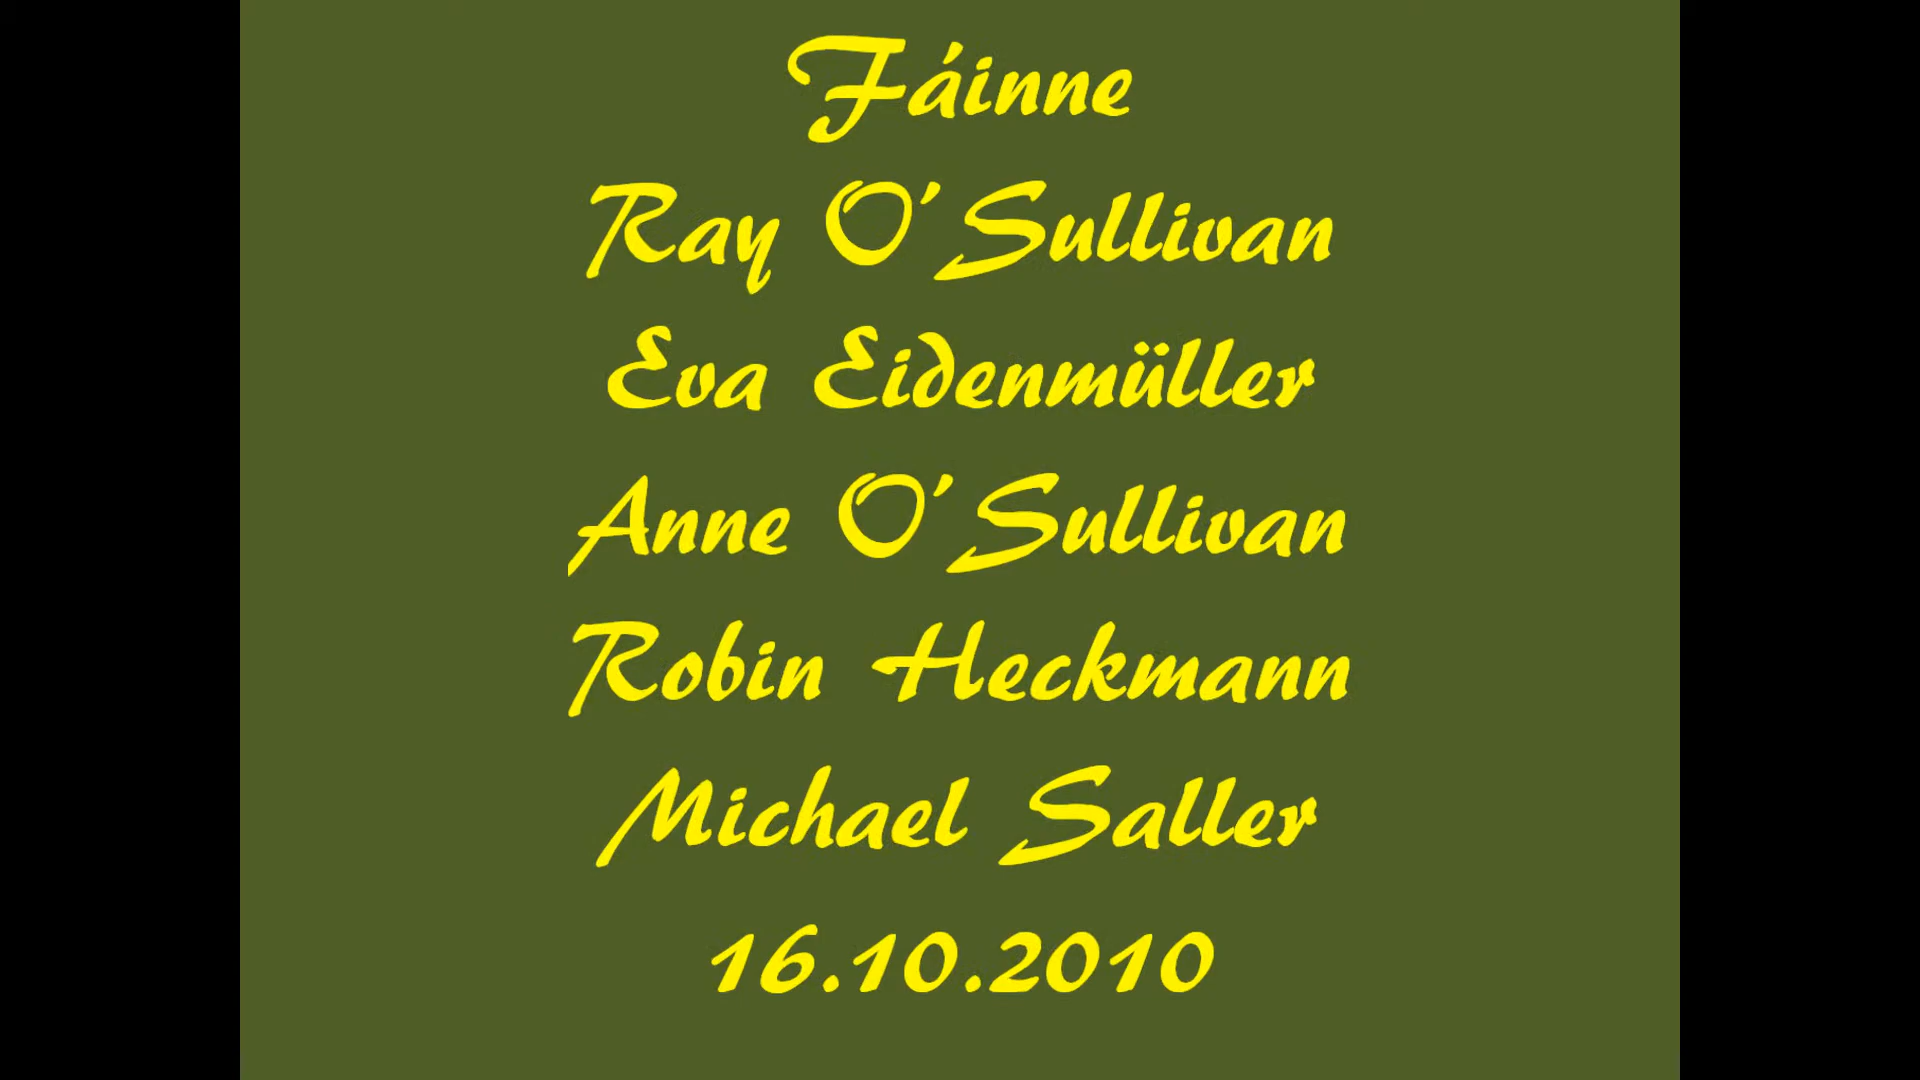 Fáinne
Ray O'Sullivan
Eva Eidenmüller
Anne O'Sullivan
Robin Heckmann
Michael Saller
16.10.2010